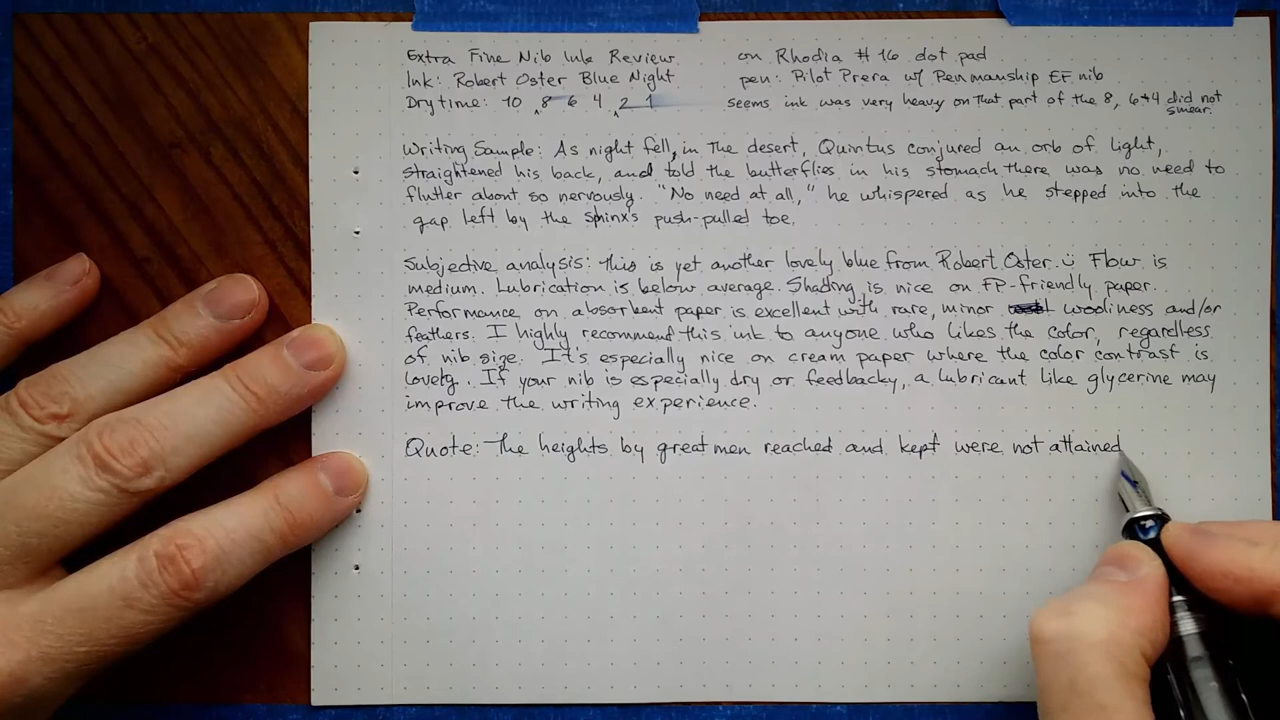 Extra Fine Nib Ink Review on Rhodia # 16 dot pad
Ink: Robert Oster Blue Night pen: Pilot Prera w/ Penmanship EF nib
Dry time: 10 8 6 4 2 1 seems ink was very heavy on that part of the 8, 6+4 did not smear.
Writing Sample: As night fell, in the desert, Quintus conjured an orb of light,
straightened his back, and told the butterflies in his stomach there was no need to
flutter about so nervously. "No need at all," he whispered as he stepped into the
gap left by the sphinx's push-pulled toe.
Subjective analysis: this is yet another lovely blue from Robert Oster. Ü Flow is
medium. Lubrication is below average. Shading is nice on FP-friendly paper.
Performance on absorbent paper is excellent with rare, minor wooliness and/or
feathers. I highly recommend this ink to anyone who likes the color, regardless
of nib size. It's especially nice on cream paper where the color contrast is
lovely. If your nib is especially dry or feedbacky, a lubricant like glycerine may
improve the writing experience.
Quote: The heights by great men reached and kept were not attained